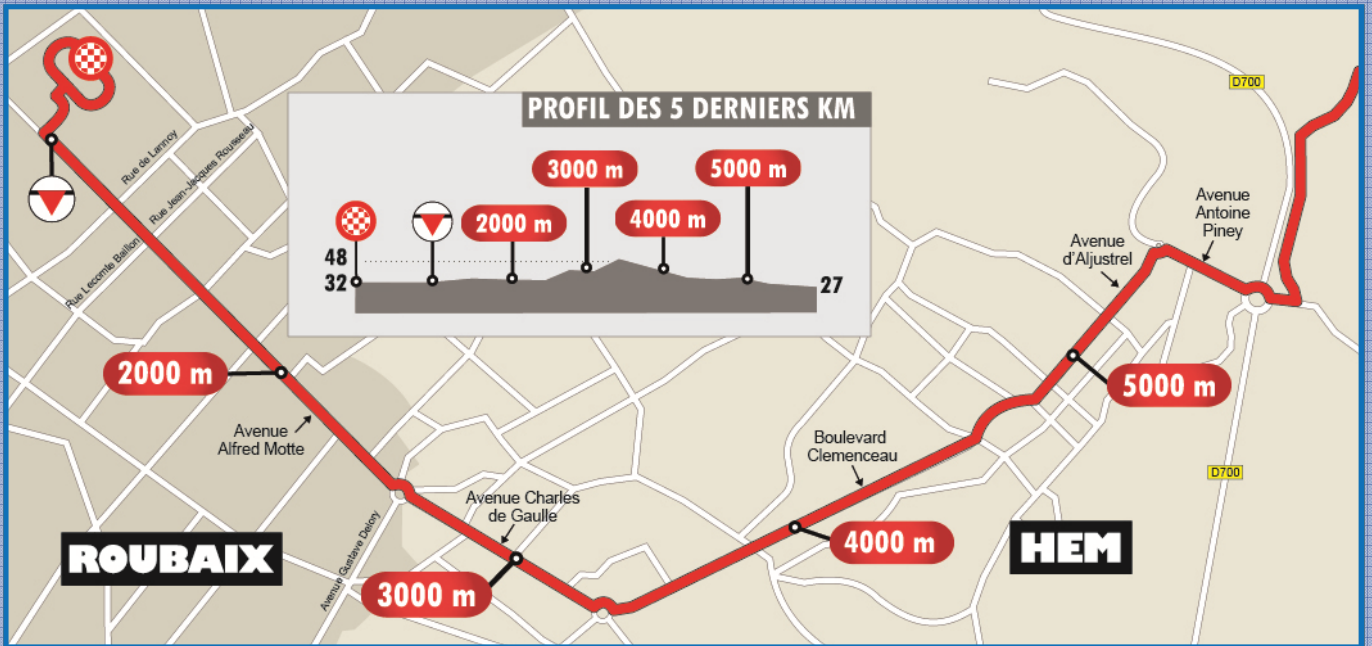 D700
PROFIL DES 5 DERNIERS KM
3000 m
5000 m
2000 m
4000 m
48
32
27
Rue de Lannoy
Rue Jean-Jacques Rousseau
Rue Lecomte Baillon
Avenue
Antoine
Piney
Avenue
d'Aljustrel
2000 m
5000 m
Avenue
Alfred Motte
Boulevard
Clemenceau
D700
Avenue Charles
de Gaulle
Avenue Gustave Delory
4000 m
ROUBAIX
HEM
3000 m